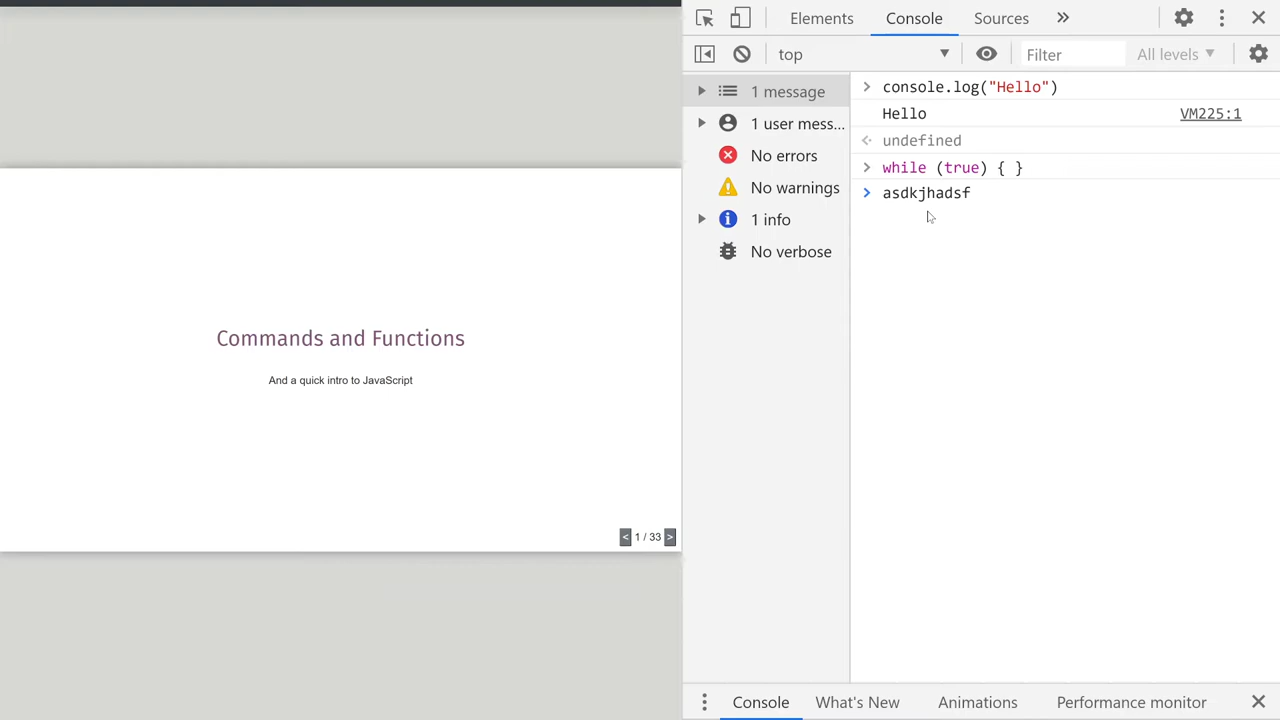 Commands and Functions
And a quick intro to JavaScript
< 1 / 33 >
Elements Console Sources
top Filter All levels
1 message
1 user mess...
No errors
No warnings
1 info
No verbose
> console.log("Hello")
Hello VM225:1
undefined
> while (true) { }
> asdkjhadsf
Console What's New Animations Performance monitor